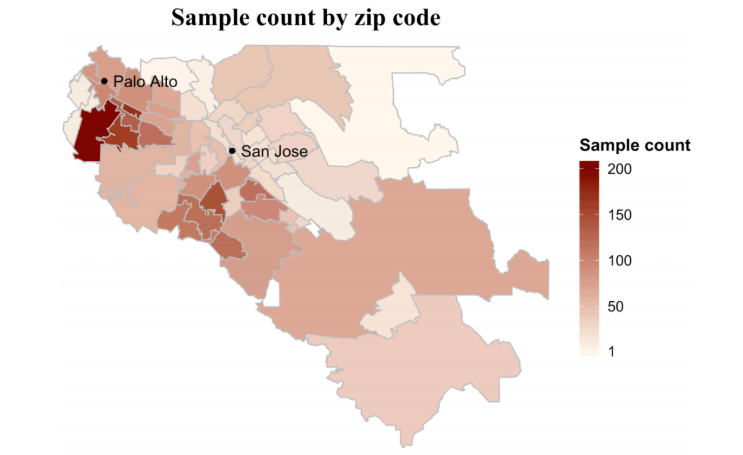 Sample count by zip code
Palo Alto
San Jose
Sample count
200
150
100
50
1